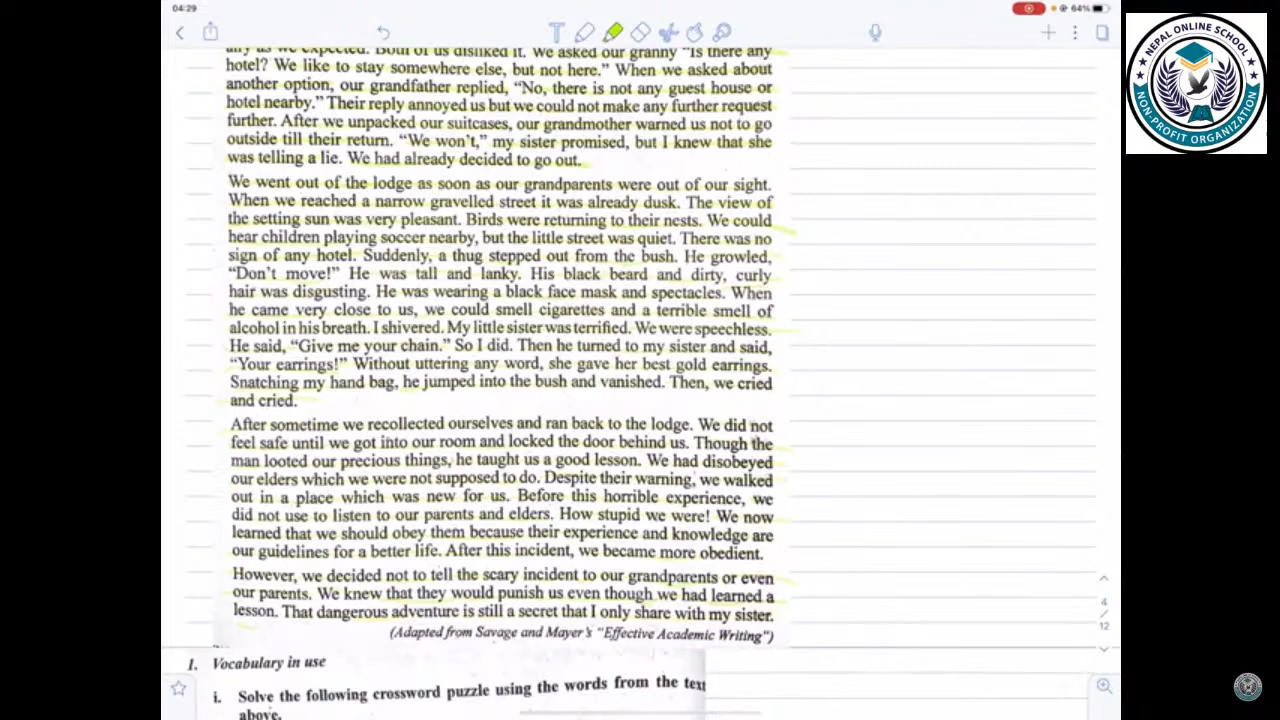 04:29
64%
NEPAL ONLINE SCHOOL
NON-PROFIT ORGANIZATION
any as we expected. Both of us disliked it. We asked our granny "Is there any
hotel? We like to stay somewhere else, but not here." When we asked about
another option, our grandfather replied, "No, there is not any guest house or
hotel nearby." Their reply annoyed us but we could not make any further request
further. After we unpacked our suitcases, our grandmother warned us not to go
outside till their return. "We won't," my sister promised, but I knew that she
was telling a lie. We had already decided to go out.
We went out of the lodge as soon as our grandparents were out of our sight.
When we reached a narrow gravelled street it was already dusk. The view of
the setting sun was very pleasant. Birds were returning to their nests. We could
hear children playing soccer nearby, but the little street was quiet. There was no
sign of any hotel. Suddenly, a thug stepped out from the bush. He growled,
"Don't move!" He was tall and lanky. His black beard and dirty, curly
hair was disgusting. He was wearing a black face mask and spectacles. When
he came very close to us, we could smell cigarettes and a terrible smell of
alcohol in his breath. I shivered. My little sister was terrified. We were speechless.
He said, "Give me your chain." So I did. Then he turned to my sister and said,
"Your earrings!" Without uttering any word, she gave her best gold earrings.
Snatching my hand bag, he jumped into the bush and vanished. Then, we cried
and cried.
After sometime we recollected ourselves and ran back to the lodge. We did not
feel safe until we got into our room and locked the door behind us. Though the
man looted our precious things, he taught us a good lesson. We had disobeyed
our elders which we were not supposed to do. Despite their warning, we walked
out in a place which was new for us. Before this horrible experience, we
did not use to listen to our parents and elders. How stupid we were! We now
learned that we should obey them because their experience and knowledge are
our guidelines for a better life. After this incident, we became more obedient.
However, we decided not to tell the scary incident to our grandparents or even
our parents. We knew that they would punish us even though we had learned a
lesson. That dangerous adventure is still a secret that I only share with my sister.
(Adapted from Savage and Mayer's "Effective Academic Writing")
4
/
12
1. Vocabulary in use
i. Solve the following crossword puzzle using the words from the text
above.